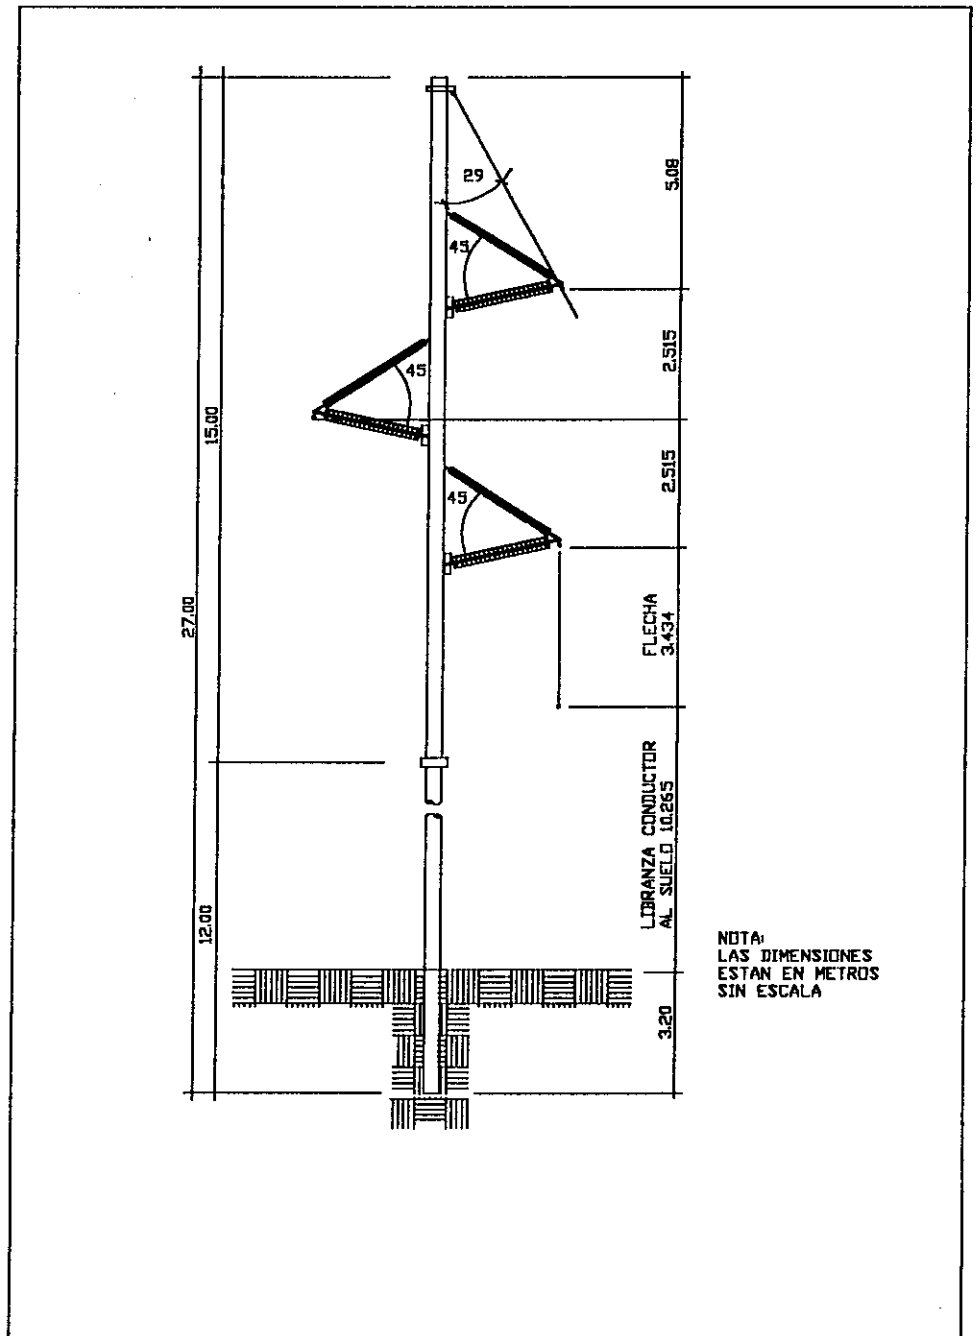 5.08
29
45
2.515
45
15.00
2.515
45
27.00
FLECHA
3.434
LIBRANZA CONDUCTOR
AL SUELO 10.265
12.00
NOTA:
LAS DIMENSIONES
ESTAN EN METROS
SIN ESCALA
3.20